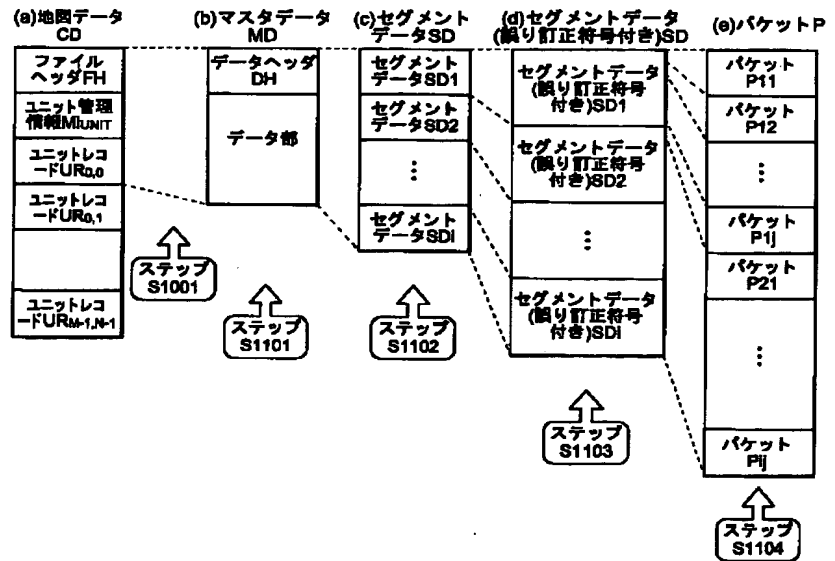 (a)地図データ
CD
ファイル
ヘッダFH
ユニット管理
情報MIUNIT
ユニットレコ
ードUR0,0
ユニットレコ
ードUR0,1
ユニットレコ
ードURM-1,N-1
ステップ
S1001
(b)マスタデータ
MD
データヘッダ
DH
データ部
ステップ
S1101
(c)セグメント
データSD
セグメント
データSD1
セグメント
データSD2
⋮
セグメント
データSDi
ステップ
S1102
(d)セグメントデータ
(誤り訂正符号付き)SD
セグメントデータ
(誤り訂正符号
付き)SD1
セグメントデータ
(誤り訂正符号
付き)SD2
⋮
セグメントデータ
(誤り訂正符号
付き)SDi
ステップ
S1103
(e)パケットP
パケット
P11
パケット
P12
⋮
パケット
P1j
パケット
P21
⋮
パケット
Pij
ステップ
S1104